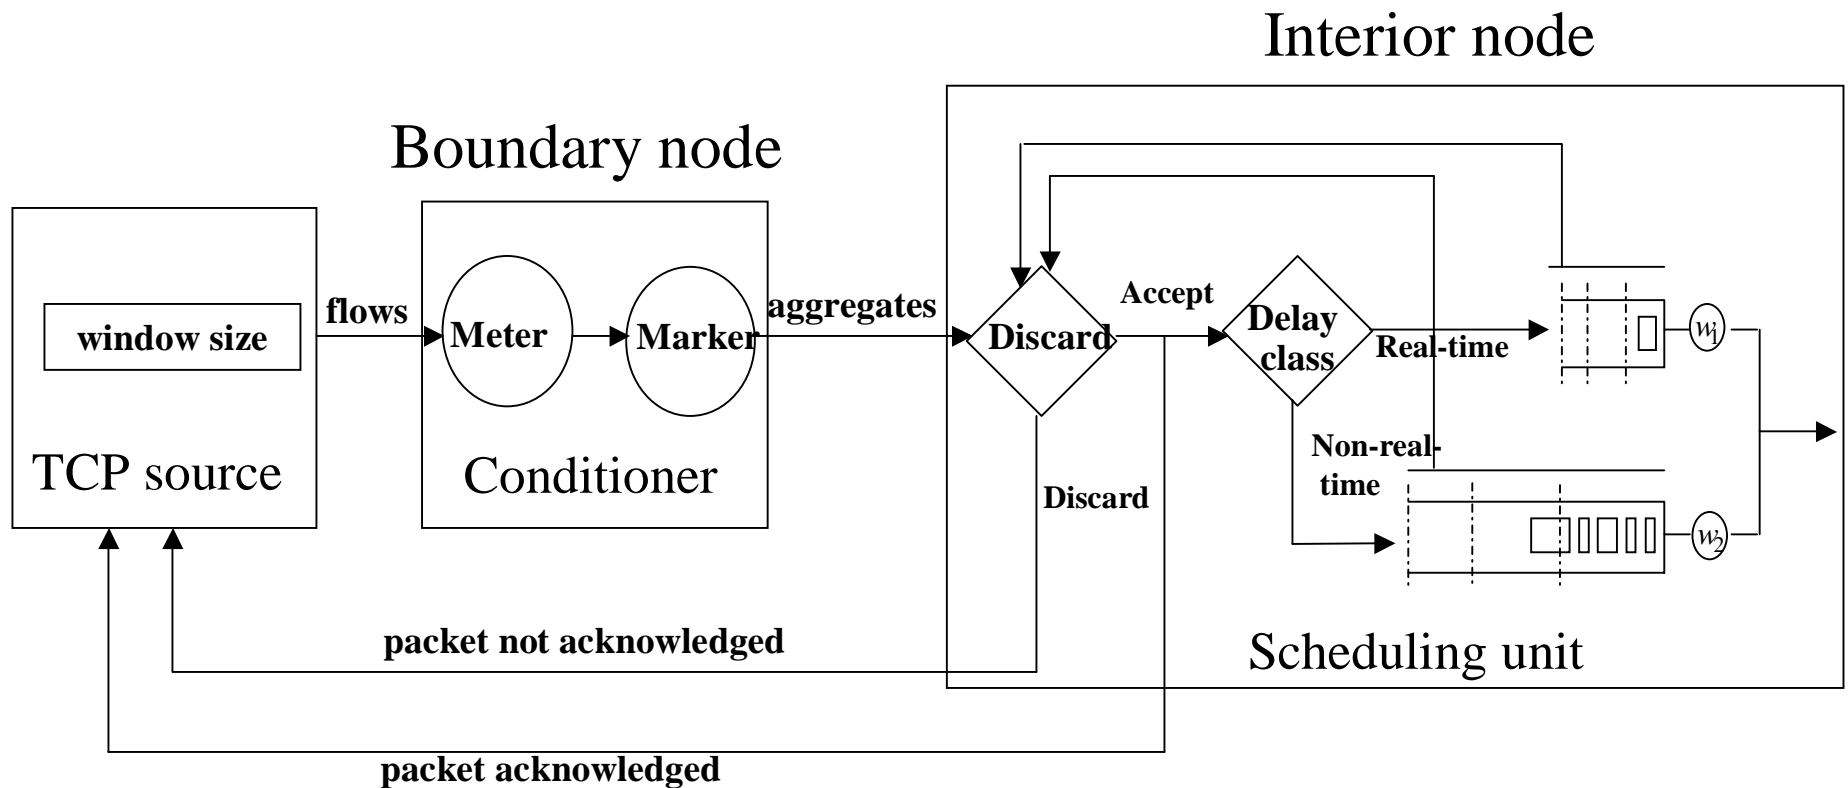 Interior node
Boundary node
window size
TCP source
flows
Meter
Marker
Conditioner
aggregates
Discard
Accept
Delay
class
Real-time
Non-real-
time
Discard
w1
w2
Scheduling unit
packet not acknowledged
packet acknowledged